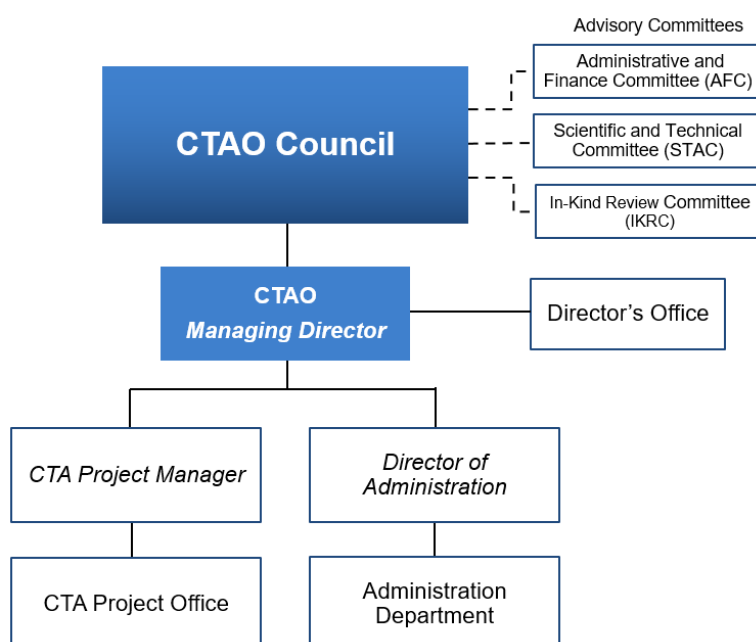 Advisory Committees
Administrative and
Finance Committee (AFC)
CTAO Council
Scientific and Technical
Committee (STAC)
In-Kind Review Committee
(IKRC)
CTAO
Managing Director
Director’s Office
CTA Project Manager
Director of
Administration
CTA Project Office
Administration
Department